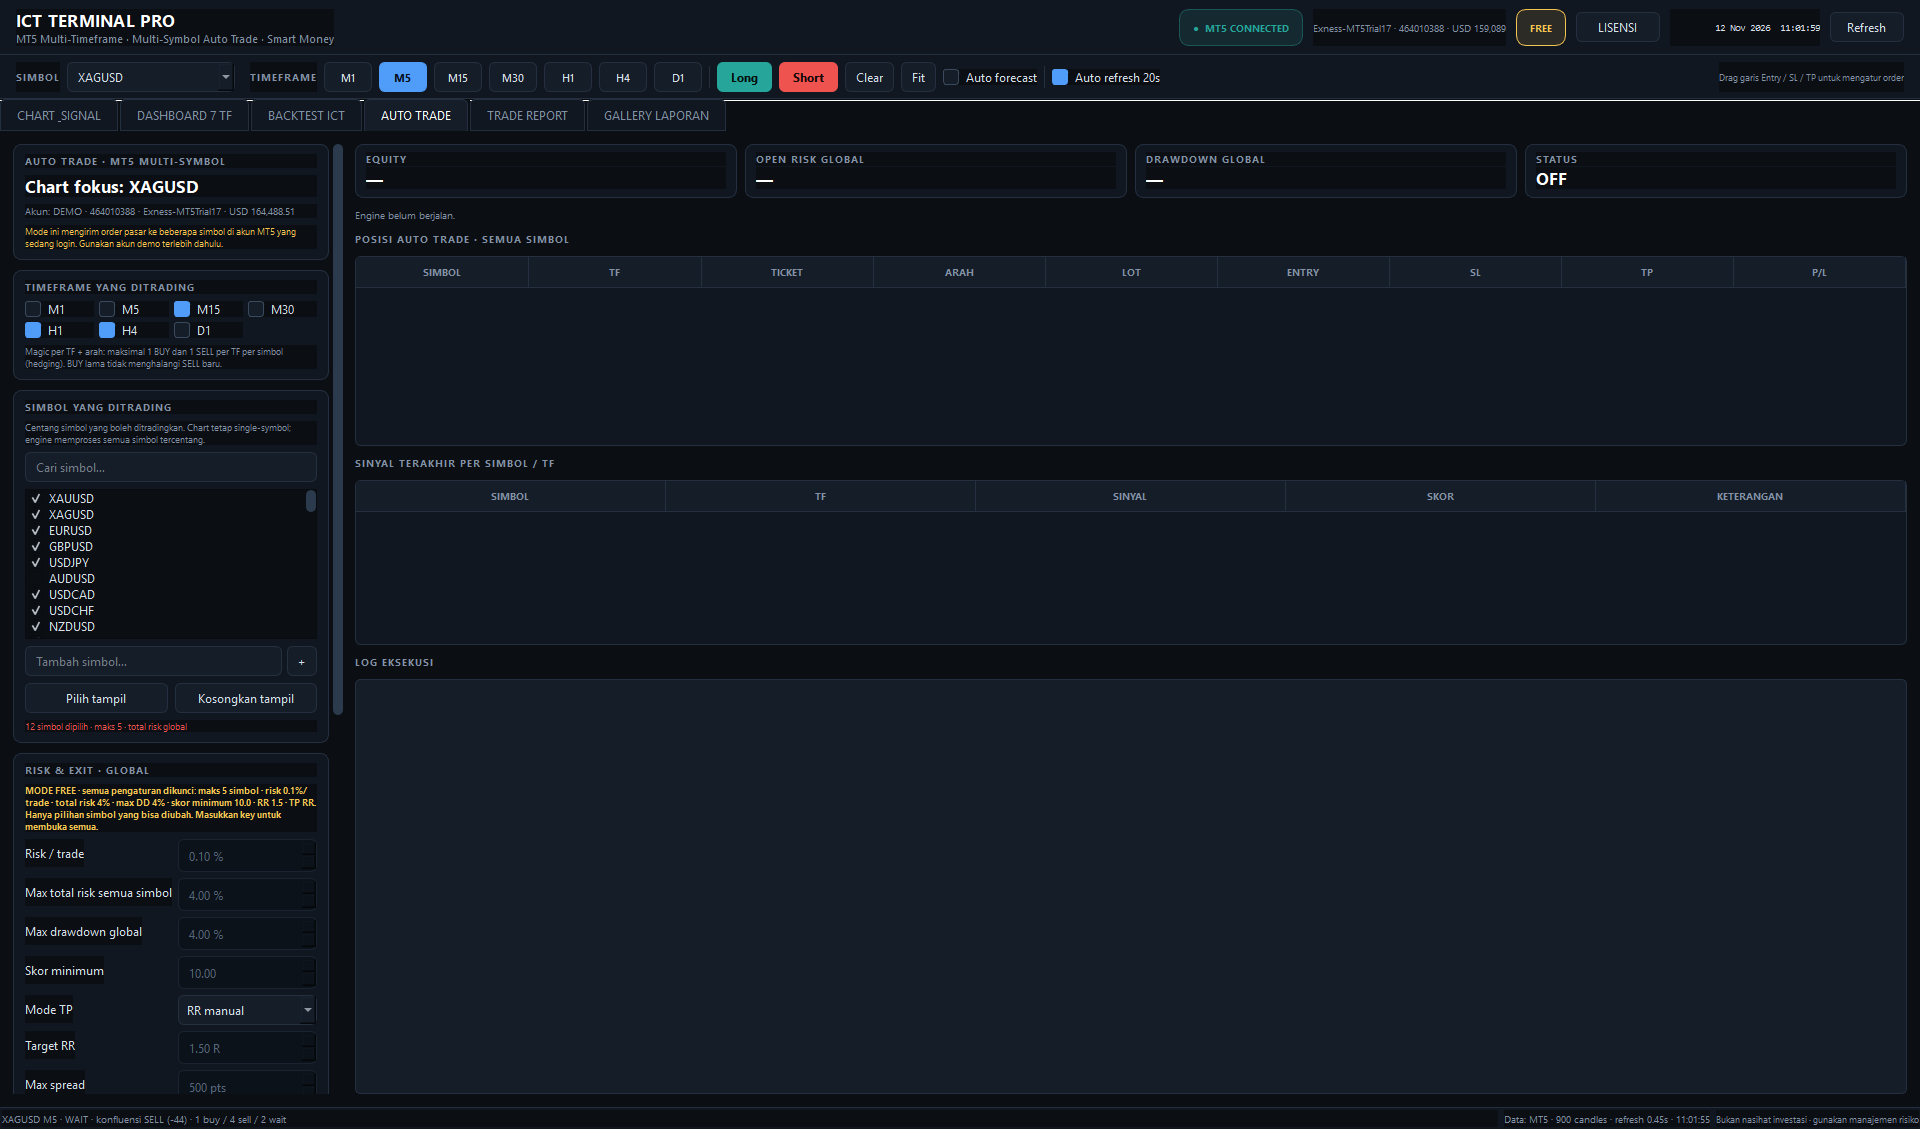 ICT TERMINAL PRO
MT5 Multi-Timeframe · Multi-Symbol Auto Trade · Smart Money
● MT5 CONNECTED
Exness-MT5Trial17 · 464010388 · USD 159,089
FREE
LISENSI
12 Nov 2026 11:01:59
Refresh
SIMBOL
XAGUSD
TIMEFRAME
M1
M5
M15
M30
H1
H4
D1
Long
Short
Clear
Fit
Auto forecast
Auto refresh 20s
Drag garis Entry / SL / TP untuk mengatur order
CHART _SIGNAL
DASHBOARD 7 TF
BACKTEST ICT
AUTO TRADE
TRADE REPORT
GALLERY LAPORAN
AUTO TRADE · MT5 MULTI-SYMBOL
Chart fokus: XAGUSD
Akun: DEMO · 464010388 · Exness-MT5Trial17 · USD 164,488.51
Mode ini mengirim order pasar ke beberapa simbol di akun MT5 yang
sedang login. Gunakan akun demo terlebih dahulu.
TIMEFRAME YANG DITRADING
M1
M5
M15
M30
H1
H4
D1
Magic per TF + arah: maksimal 1 BUY dan 1 SELL per TF per simbol
(hedging). BUY lama tidak menghalangi SELL baru.
SIMBOL YANG DITRADING
Centang simbol yang boleh ditradingkan. Chart tetap single-symbol;
engine memproses semua simbol tercentang.
Cari simbol...
✓ XAUUSD
✓ XAGUSD
✓ EURUSD
✓ GBPUSD
✓ USDJPY
AUDUSD
✓ USDCAD
✓ USDCHF
✓ NZDUSD
Tambah simbol...
+
Pilih tampil
Kosongkan tampil
12 simbol dipilih · maks 5 · total risk global
RISK & EXIT · GLOBAL
MODE FREE · semua pengaturan dikunci: maks 5 simbol · risk 0.1%/
trade · total risk 4% · max DD 4% · skor minimum 10.0 · RR 1.5 · TP RR.
Hanya pilihan simbol yang bisa diubah. Masukkan key untuk
membuka semua.
Risk / trade
0.10 %
Max total risk semua simbol
4.00 %
Max drawdown global
4.00 %
Skor minimum
10.00
Mode TP
RR manual
Target RR
1.50 R
Max spread
500 pts
EQUITY
—
OPEN RISK GLOBAL
—
DRAWDOWN GLOBAL
—
STATUS
OFF
Engine belum berjalan.
POSISI AUTO TRADE · SEMUA SIMBOL
SIMBOL TF TICKET ARAH LOT ENTRY SL TP P/L
SINYAL TERAKHIR PER SIMBOL / TF
SIMBOL TF SINYAL SKOR KETERANGAN
LOG EKSEKUSI
XAGUSD M5 · WAIT · konfluensi SELL (-44) · 1 buy / 4 sell / 2 wait
Data: MT5 · 900 candles · refresh 0.45s · 11:01:55
Bukan nasihat investasi · gunakan manajemen risiko